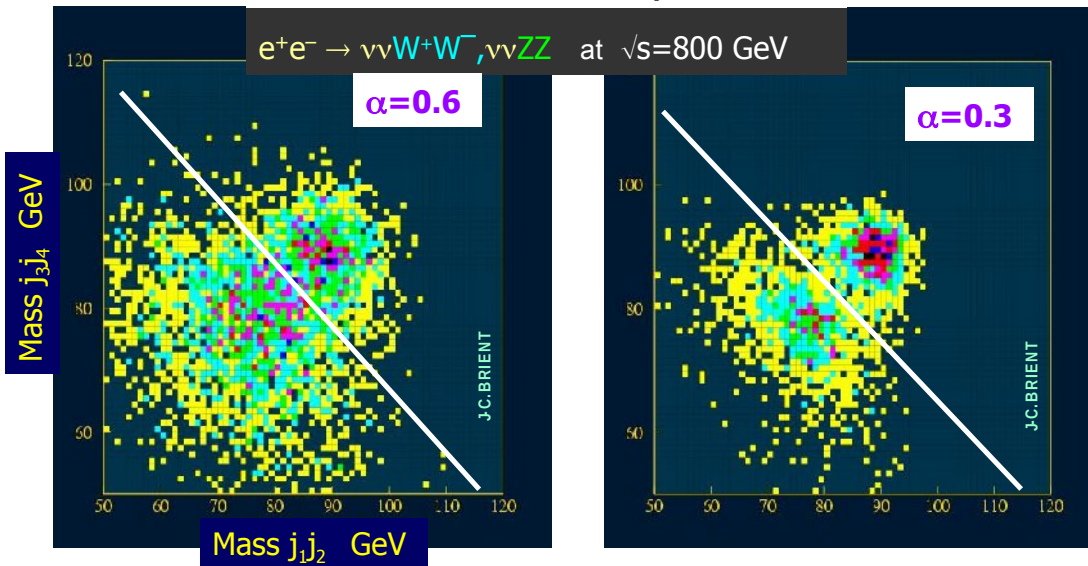 e⁺e⁻ → ννW⁺W⁻,ννZZ at √s=800 GeV
α=0.6
α=0.3
Mass j₃j₄ GeV
120
100
80
60
50 60 70 80 90 100 110 120
J-C.BRIENT
Mass j₁j₂ GeV
100
80
60
50 60 70 80 90 100 110 120
J-C.BRIENT